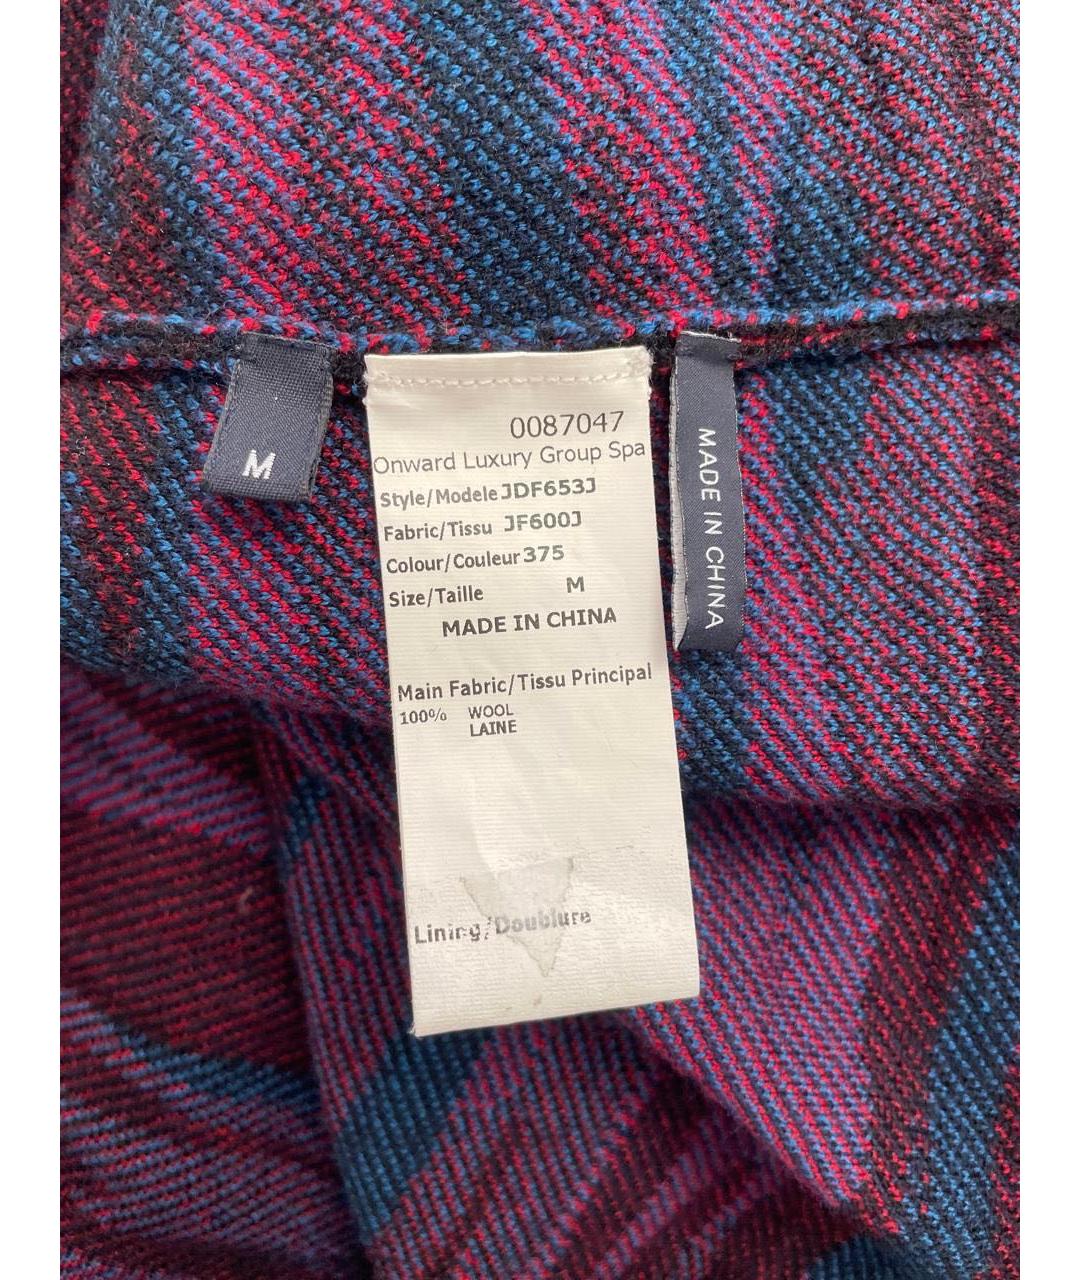 M
0087047
Onward Luxury Group Spa
Style/Modele JDF653J
Fabric/Tissu JF600J
Colour/Couleur 375
Size/Taille M
MADE IN CHINA
Main Fabric/Tissu Principal
100% WOOL
LAINE
Lining/Doublure
MADE IN CHINA